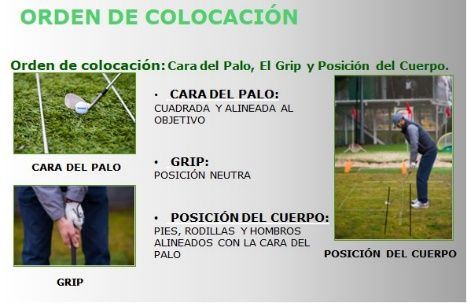 ORDEN DE COLOCACIÓN
Orden de colocación: Cara del Palo, El Grip y Posición del Cuerpo.
• CARA DEL PALO:
CUADRADA Y ALINEADA AL
OBJETIVO
CARA DEL PALO
• GRIP:
POSICIÓN NEUTRA
• POSICIÓN DEL CUERPO:
PIES, RODILLAS Y HOMBROS
ALINEADOS CON LA CARA DEL
PALO
GRIP
POSICIÓN DEL CUERPO